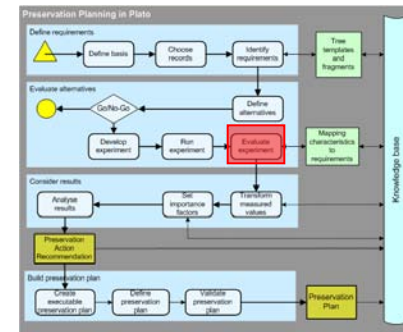 Preservation Planning in Plato
Define requirements
Define basis
Choose
records
Identify
requirements
Tree
templates
and
fragments
Evaluate alternatives
Go/No-Go
Define
alternatives
Develop
experiment
Run
experiment
Evaluate
experiment
Mapping
characteristics
to
requirements
Knowledge base
Consider results
Analyse
results
Set
importance
factors
Transform
measured
values
Preservation
Action
Recommendation
Build preservation plan
Create
executable
preservation plan
Define
preservation
plan
Validate
preservation
plan
Preservation
Plan